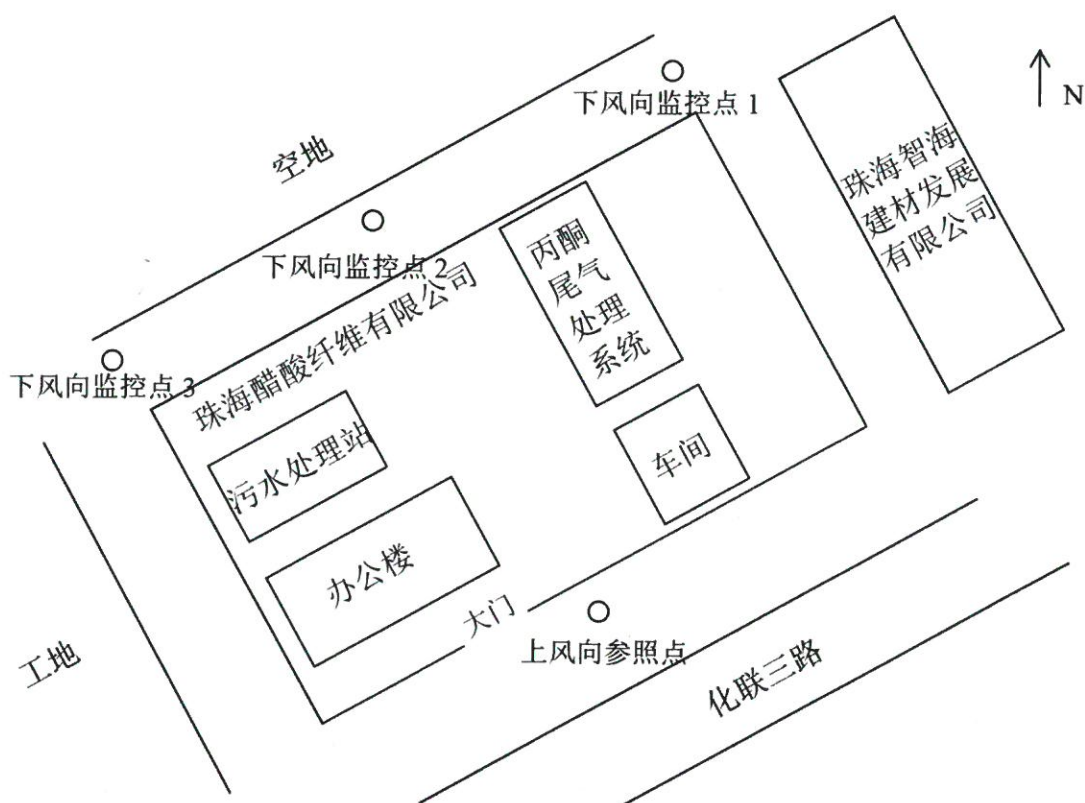 下风向监控点 1
N
空地
珠海智海
建材发展
有限公司
下风向监控点 2
丙酮
尾气
处理
系统
珠海醋酸纤维有限公司
下风向监控点 3
污水处理站
车间
办公楼
大门
上风向参照点
工地
化联三路